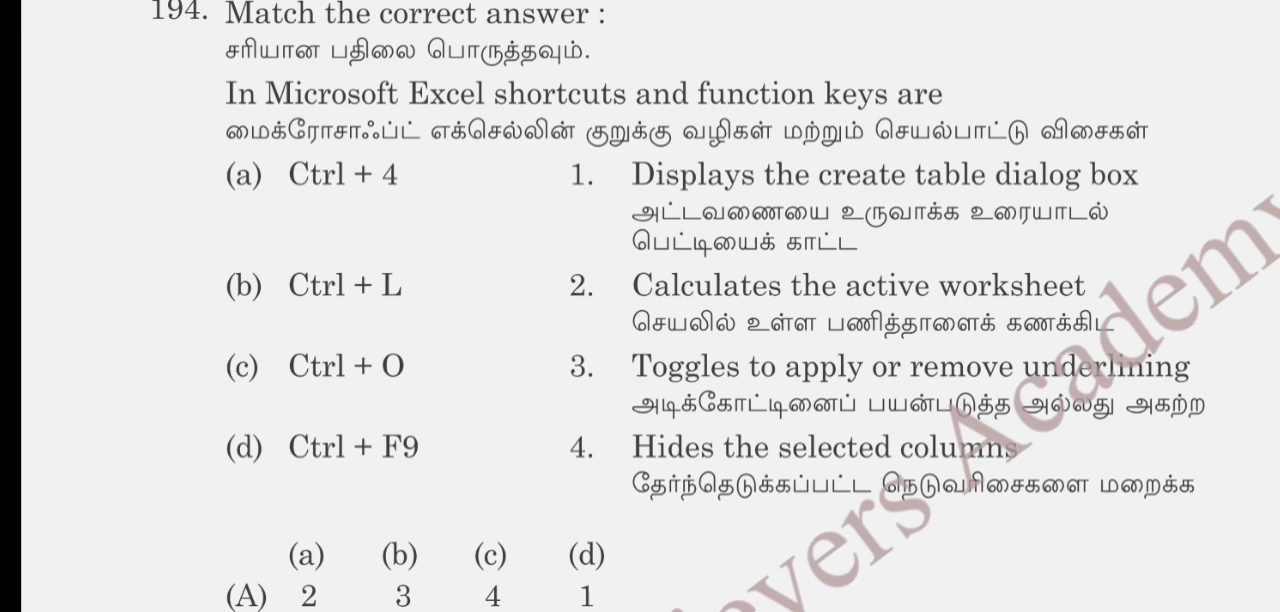 194. Match the correct answer :
சரியான பதிலை பொருத்தவும்.
In Microsoft Excel shortcuts and function keys are
மைக்ரோசாஃப்ட் எக்செல்லின் குறுக்கு வழிகள் மற்றும் செயல்பாட்டு விசைகள்
(a) Ctrl + 4 1. Displays the create table dialog box
அட்டவணையை உருவாக்க உரையாடல்
பெட்டியைக் காட்ட
(b) Ctrl + L 2. Calculates the active worksheet
செயலில் உள்ள பணித்தாளைக் கணக்கிட
(c) Ctrl + O 3. Toggles to apply or remove underlining
அடிக்கோட்டினைப் பயன்படுத்த அல்லது அகற்ற
(d) Ctrl + F9 4. Hides the selected columns
தேர்ந்தெடுக்கப்பட்ட நெடுவரிசைகளை மறைக்க
(a) (b) (c) (d)
(A) 2 3 4 1